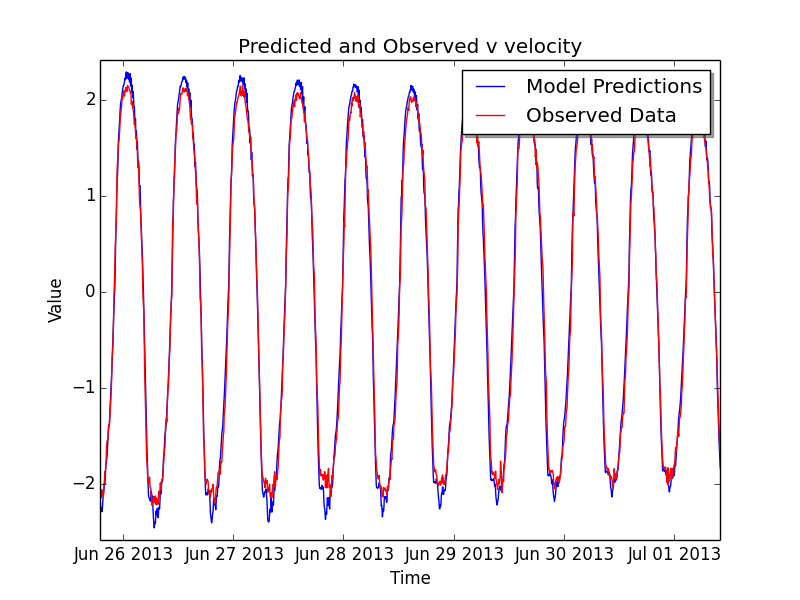 Predicted and Observed v velocity
Model Predictions
Observed Data
2
1
0
−1
−2
Value
Jun 26 2013 Jun 27 2013 Jun 28 2013 Jun 29 2013 Jun 30 2013 Jul 01 2013
Time